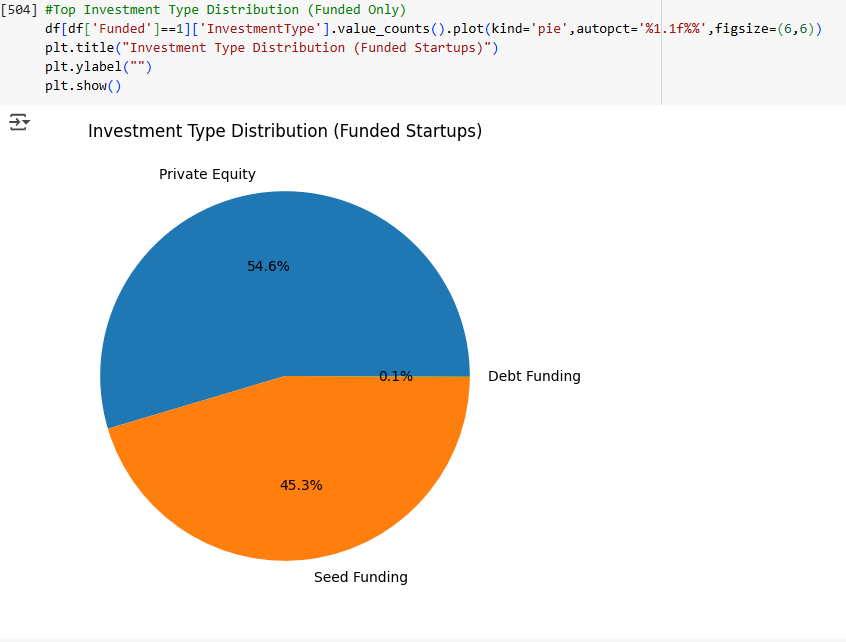 [504] #Top Investment Type Distribution (Funded Only)
df[df['Funded']==1]['InvestmentType'].value_counts().plot(kind='pie',autopct='%1.1f%%',figsize=(6,6))
plt.title("Investment Type Distribution (Funded Startups)")
plt.ylabel("")
plt.show()
Investment Type Distribution (Funded Startups)
Private Equity
54.6%
0.1%
Debt Funding
45.3%
Seed Funding